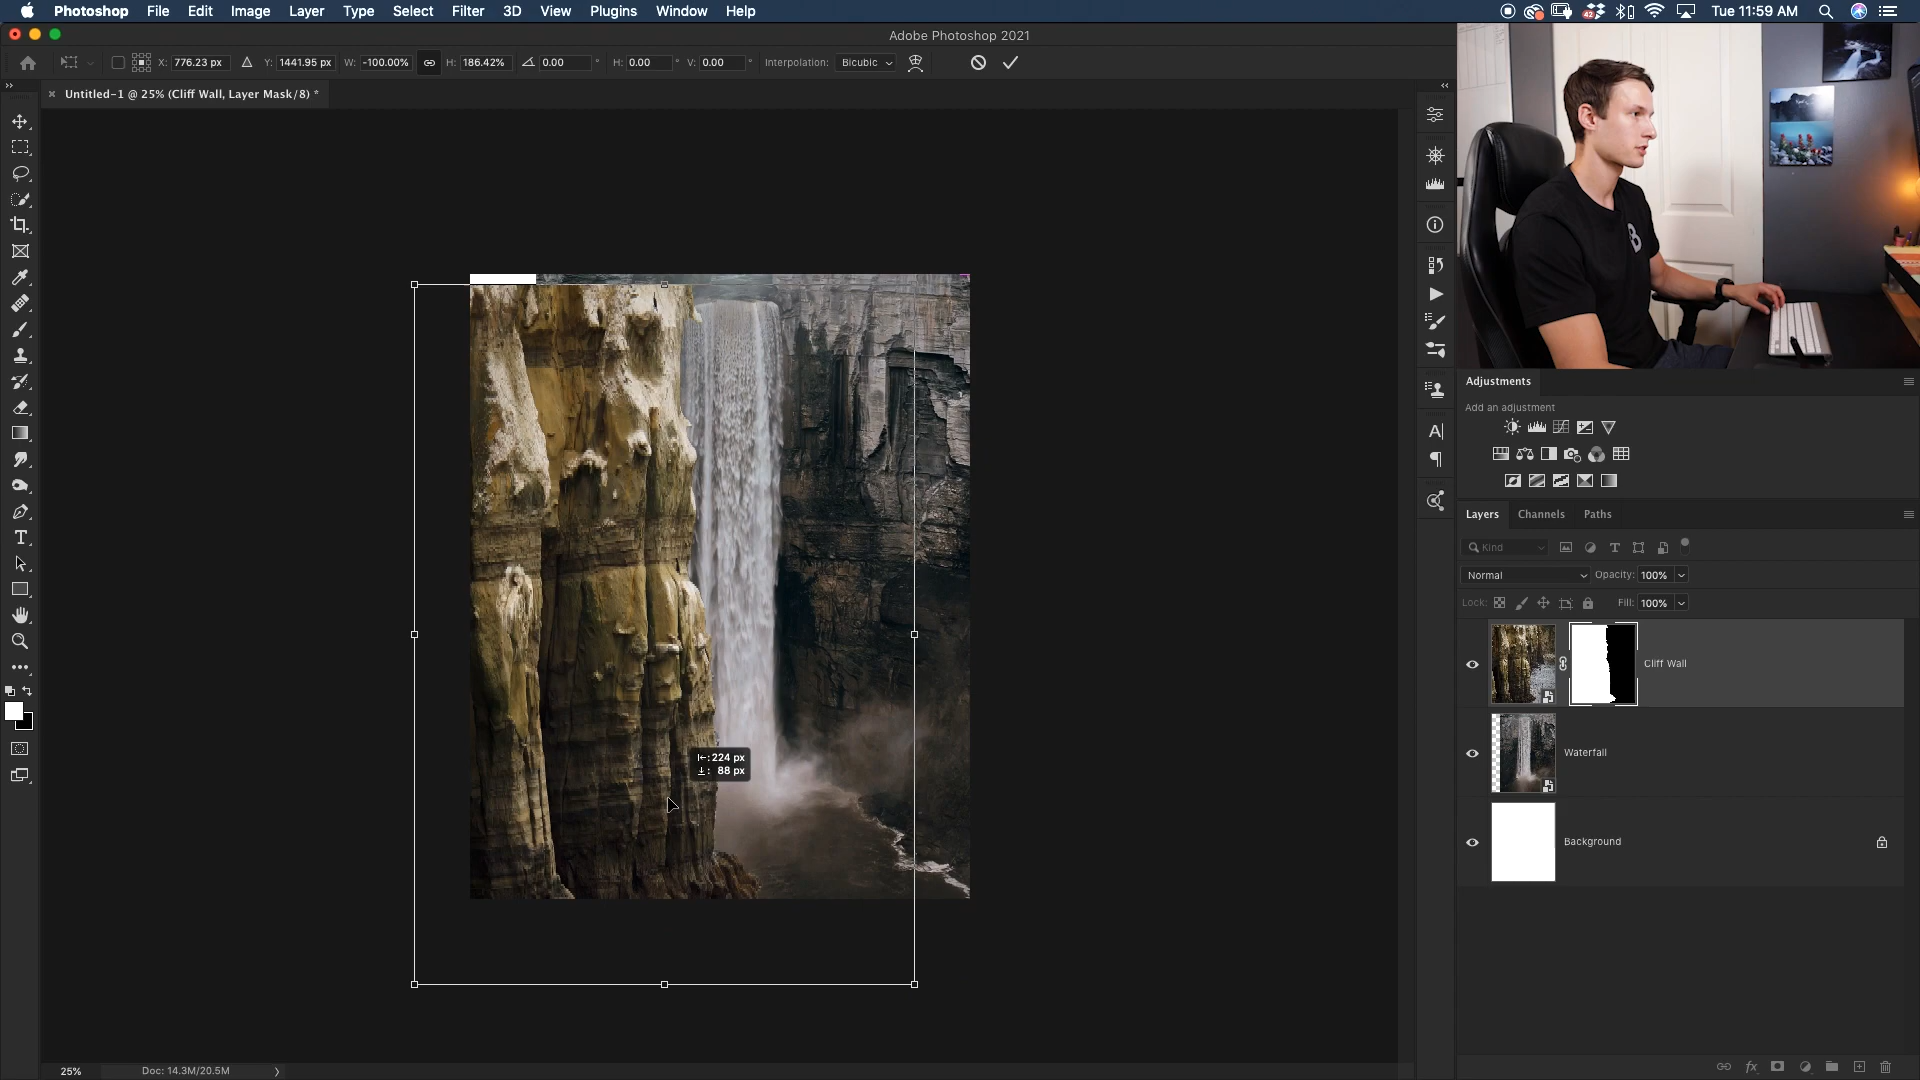 Photoshop File Edit Image Layer Type Select Filter 3D View Plugins Window Help
42
Tue 11:59 AM
Adobe Photoshop 2021
X: 776.23 px Y: 1441.95 px W: -100.00% H: 186.42% 0.00 ° H: 0.00 ° V: 0.00 ° Interpolation: Bicubic
Untitled-1 @ 25% (Cliff Wall, Layer Mask/8) *
B
Adjustments
Add an adjustment
Layers Channels Paths
Kind
Normal Opacity: 100%
Lock: Fill: 100%
Cliff Wall
Waterfall
Background
224 px
88 px
25% Doc: 14.3M/20.5M